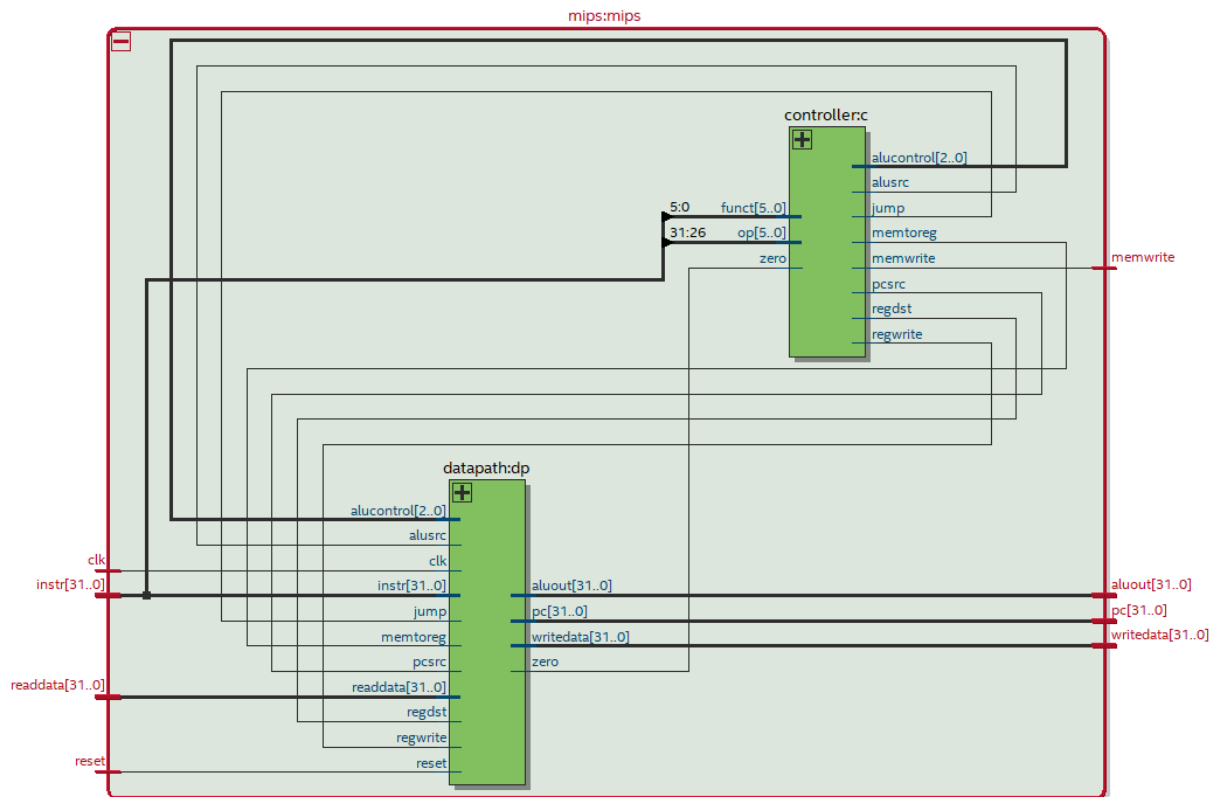 mips:mips
controller:c
alucontrol[2..0]
alusrc
5:0 funct[5..0] jump
31:26 op[5..0] memtoreg
zero memwrite memwrite
pcsrc
regdst
regwrite
datapath:dp
alucontrol[2..0]
alusrc
clk clk
instr[31..0] instr[31..0] aluout[31..0] aluout[31..0]
jump pc[31..0] pc[31..0]
memtoreg writedata[31..0] writedata[31..0]
pcsrc zero
readdata[31..0] readdata[31..0]
regdst
regwrite
reset reset